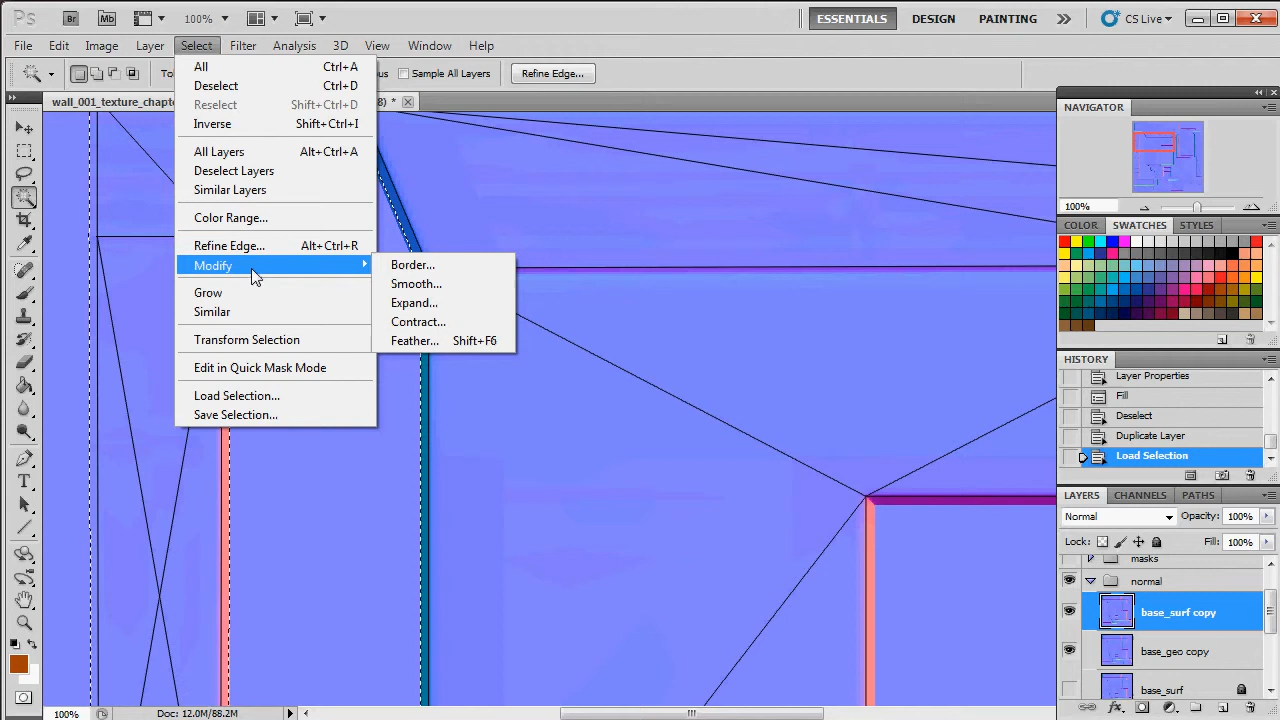 Ps Br Mb 100% ESSENTIALS DESIGN PAINTING CS Live
File Edit Image Layer Select Filter Analysis 3D View Window Help
Sample All Layers Refine Edge...
wall_001_texture_chapte 8) *
All Ctrl+A
Deselect Ctrl+D
Reselect Shift+Ctrl+D
Inverse Shift+Ctrl+I
All Layers Alt+Ctrl+A
Deselect Layers
Similar Layers
Color Range...
Refine Edge... Alt+Ctrl+R
Modify
Grow
Similar
Transform Selection
Edit in Quick Mask Mode
Load Selection...
Save Selection...
Border...
Smooth...
Expand...
Contract...
Feather... Shift+F6
NAVIGATOR
100%
COLOR SWATCHES STYLES
HISTORY
Layer Properties
Fill
Deselect
Duplicate Layer
Load Selection
LAYERS CHANNELS PATHS
Normal Opacity: 100%
Lock: Fill: 100%
masks
normal
base_surf copy
base_geo copy
base_surf
100% Doc: 12.0M/88.2M